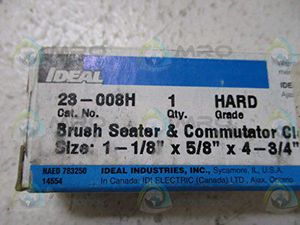 IDEAL
23-008H 1 HARD
Cat. No. Qty. Grade
Brush Seater & Commutator Cl
Size: 1-1/8" x 5/8" x 4-3/4"
NAED 783250
14554
IDEAL INDUSTRIES, INC., Sycamore, IL, U.S.A.
In Canada: IDI ELECTRIC (CANADA) LTD., Ajax, Ontario